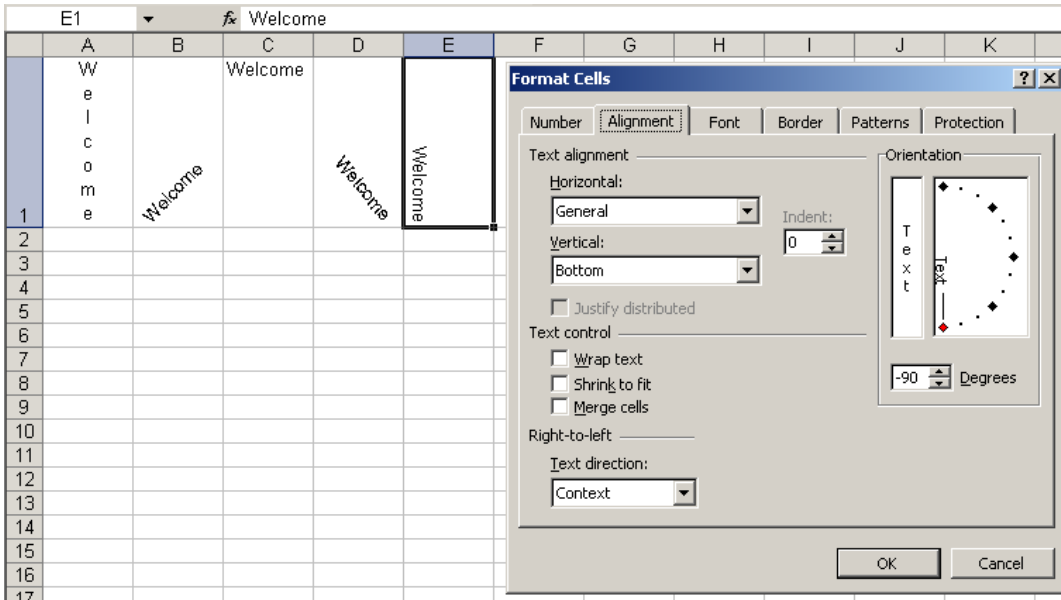 E1 fx Welcome
A B C D E F G H I J K
W
e
l
c
o
m
e
Welcome
Welcome
Welcome
Welcome
1
2
3
4
5
6
7
8
9
10
11
12
13
14
15
16
17
Format Cells
Number Alignment Font Border Patterns Protection
Text alignment
Horizontal:
General
Indent:
0
Vertical:
Bottom
Justify distributed
Text control
Wrap text
Shrink to fit
Merge cells
Right-to-left
Text direction:
Context
Orientation
T
e
x
t
Text
-90 Degrees
OK Cancel